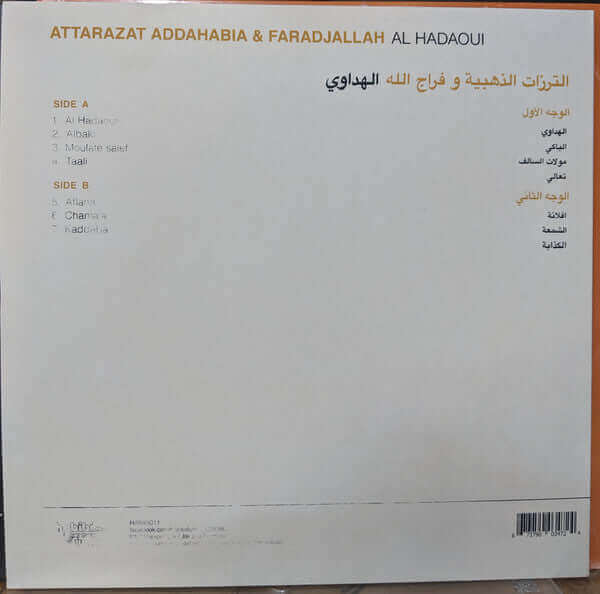 ATTARAZAT ADDAHABIA & FARADJALLAH AL HADAOUI
الترزات الذهبية و فراج الله الهداوي
SIDE A
1. Al Hadaoui
2. Albaki
3. Moulate salef
4. Taali
SIDE B
5. Aflana
6. Chamaa
7. Kaddaba
الوجه الأول
الهداوي
الباكي
مولات السالف
تعالي
الوجه الثاني
افلانة
الشمعة
الكذابة